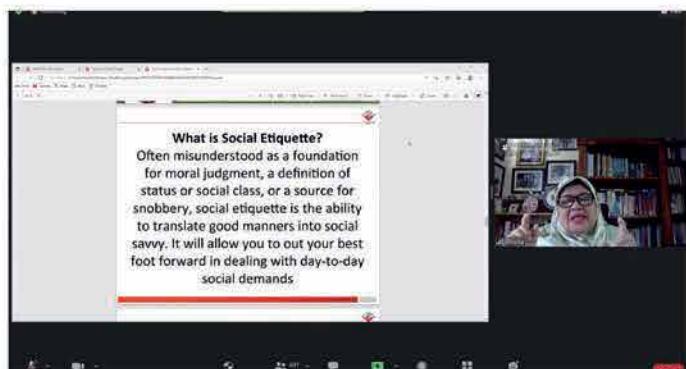 What is Social Etiquette?
Often misunderstood as a foundation
for moral judgment, a definition of
status or social class, or a source for
snobbery, social etiquette is the ability
to translate good manners into social
savvy. It will allow you to out your best
foot forward in dealing with day-to-day
social demands